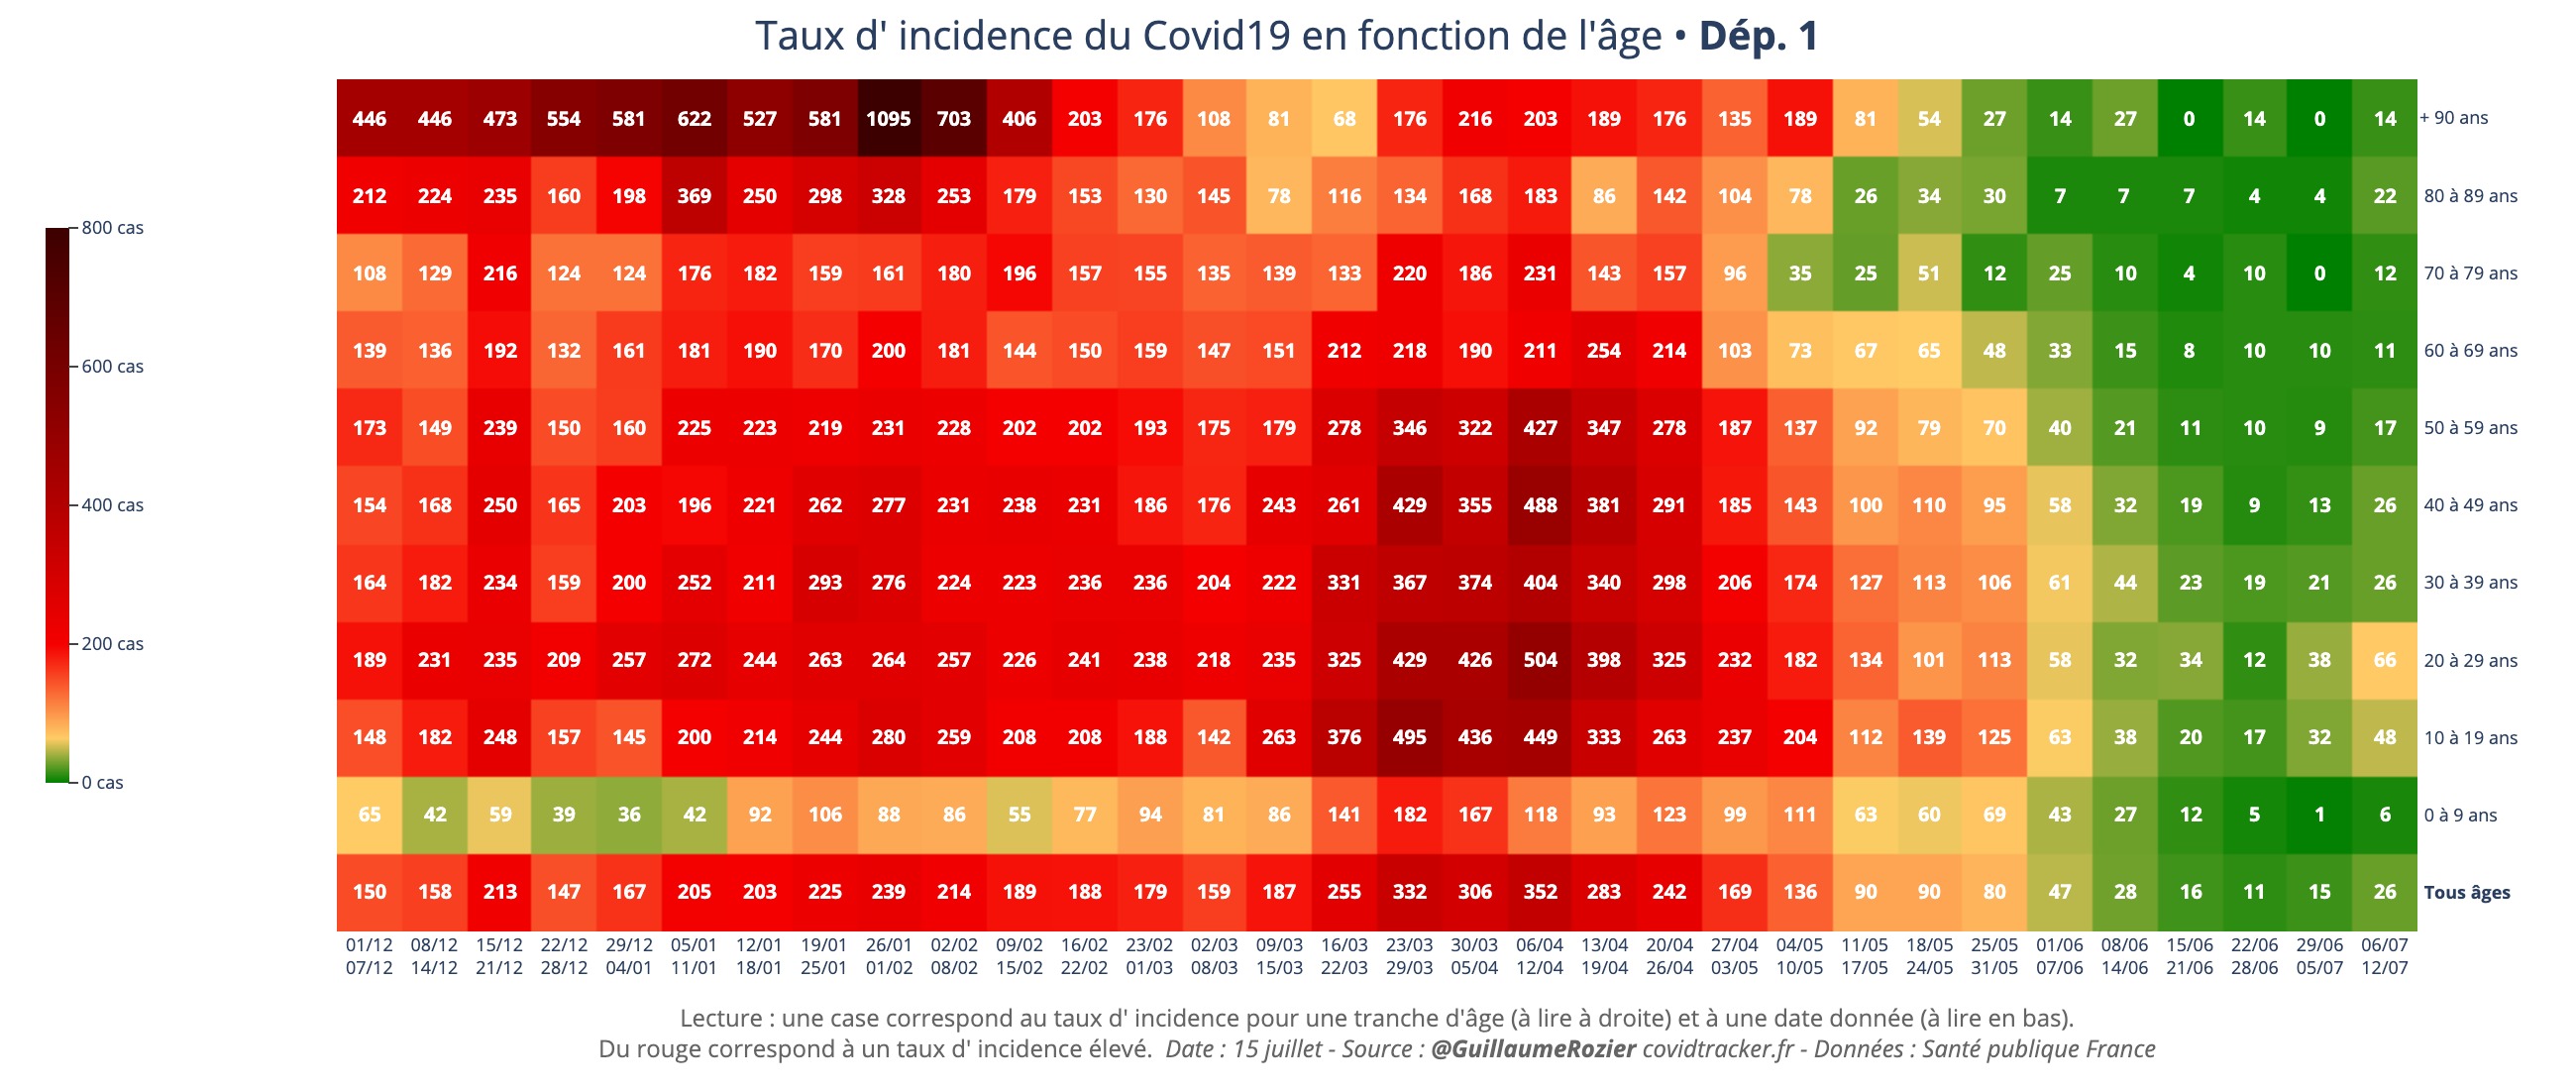 Taux d' incidence du Covid19 en fonction de l'âge • Dép. 1
446 446 473 554 581 622 527 581 1095 703 406 203 176 108 81 68 176 216 203 189 176 135 189 81 54 27 14 27 0 14 0 14 + 90 ans
212 224 235 160 198 369 250 298 328 253 179 153 130 145 78 116 134 168 183 86 142 104 78 26 34 30 7 7 7 4 4 22 80 à 89 ans
800 cas
108 129 216 124 124 176 182 159 161 180 196 157 155 135 139 133 220 186 231 143 157 96 35 25 51 12 25 10 4 10 0 12 70 à 79 ans
139 136 192 132 161 181 190 170 200 181 144 150 159 147 151 212 218 190 211 254 214 103 73 67 65 48 33 15 8 10 10 11 60 à 69 ans
600 cas
173 149 239 150 160 225 223 219 231 228 202 202 193 175 179 278 346 322 427 347 278 187 137 92 79 70 40 21 11 10 9 17 50 à 59 ans
400 cas
154 168 250 165 203 196 221 262 277 231 238 231 186 176 243 261 429 355 488 381 291 185 143 100 110 95 58 32 19 9 13 26 40 à 49 ans
164 182 234 159 200 252 211 293 276 224 223 236 236 204 222 331 367 374 404 340 298 206 174 127 113 106 61 44 23 19 21 26 30 à 39 ans
200 cas
189 231 235 209 257 272 244 263 264 257 226 241 238 218 235 325 429 426 504 398 325 232 182 134 101 113 58 32 34 12 38 66 20 à 29 ans
148 182 248 157 145 200 214 244 280 259 208 208 188 142 263 376 495 436 449 333 263 237 204 112 139 125 63 38 20 17 32 48 10 à 19 ans
0 cas
65 42 59 39 36 42 92 106 88 86 55 77 94 81 86 141 182 167 118 93 123 99 111 63 60 69 43 27 12 5 1 6 0 à 9 ans
150 158 213 147 167 205 203 225 239 214 189 188 179 159 187 255 332 306 352 283 242 169 136 90 90 80 47 28 16 11 15 26 Tous âges
01/12 08/12 15/12 22/12 29/12 05/01 12/01 19/01 26/01 02/02 09/02 16/02 23/02 02/03 09/03 16/03 23/03 30/03 06/04 13/04 20/04 27/04 04/05 11/05 18/05 25/05 01/06 08/06 15/06 22/06 29/06 06/07
07/12 14/12 21/12 28/12 04/01 11/01 18/01 25/01 01/02 08/02 15/02 22/02 01/03 08/03 15/03 22/03 29/03 05/04 12/04 19/04 26/04 03/05 10/05 17/05 24/05 31/05 07/06 14/06 21/06 28/06 05/07 12/07
Lecture : une case correspond au taux d' incidence pour une tranche d'âge (à lire à droite) et à une date donnée (à lire en bas).
Du rouge correspond à un taux d' incidence élevé. Date : 15 juillet - Source : @GuillaumeRozier covidtracker.fr - Données : Santé publique France